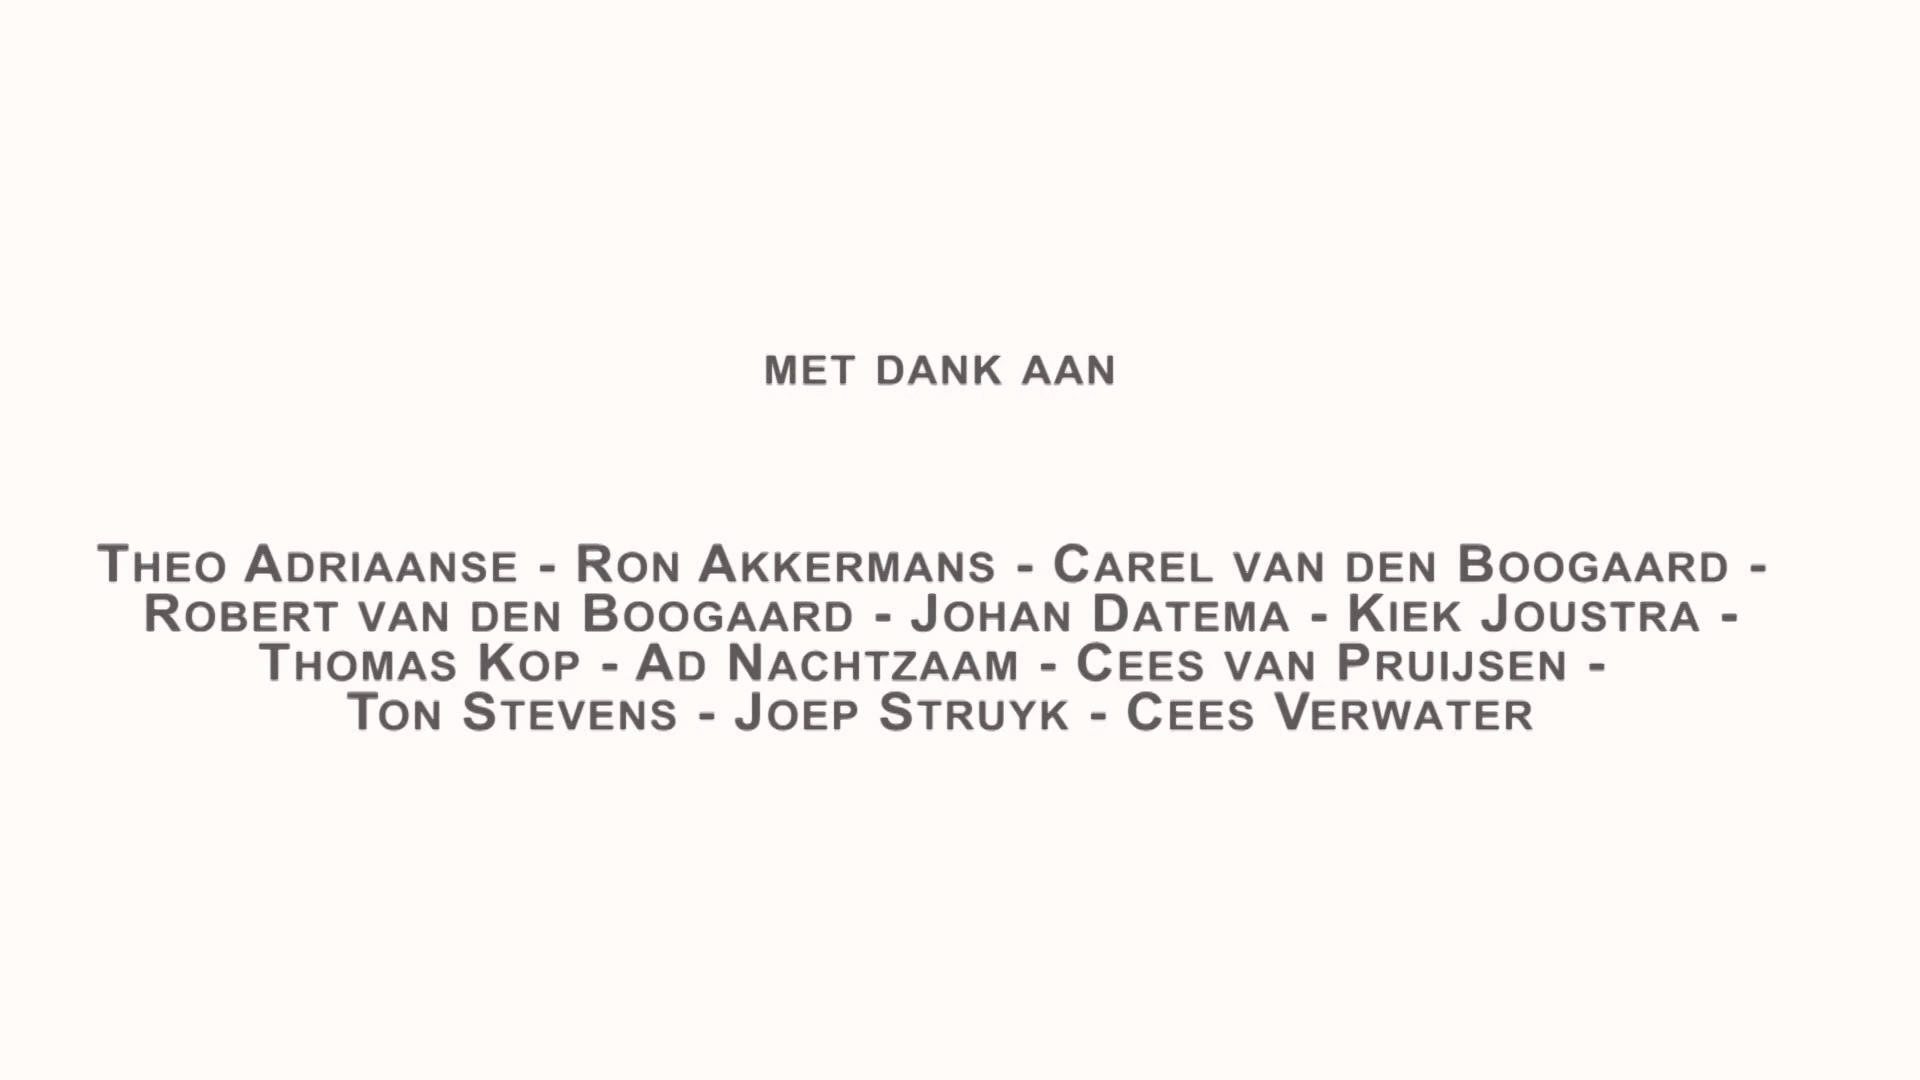 MET DANK AAN
THEO ADRIAANSE - RON AKKERMANS - CAREL VAN DEN BOOGAARD -
ROBERT VAN DEN BOOGAARD - JOHAN DATEMA - KIEK JOUSTRA -
THOMAS KOP - AD NACHTZAAM - CEES VAN PRUIJSEN -
TON STEVENS - JOEP STRUYK - CEES VERWATER